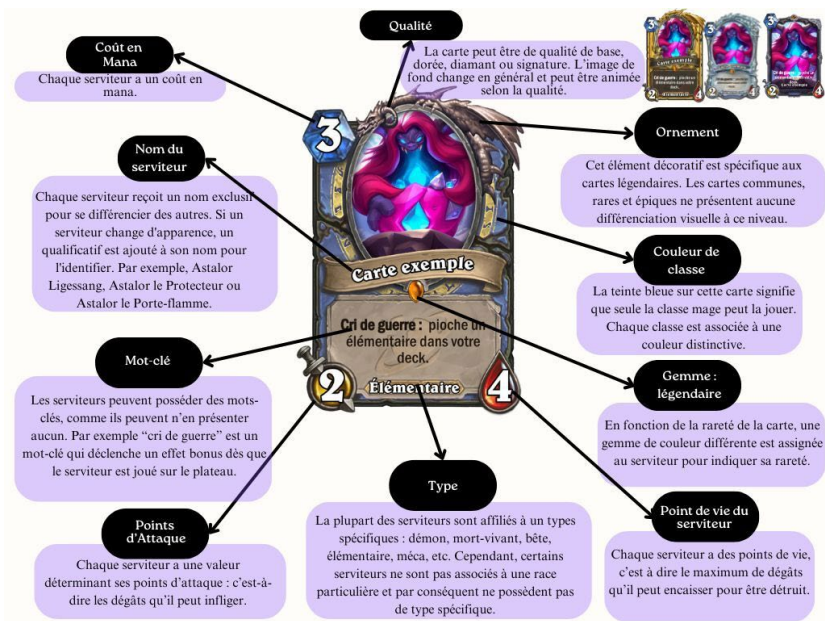 Coût en
Mana
Chaque serviteur a un coût en
mana.
Qualité
La carte peut être de qualité de base,
dorée, diamant ou signature. L'image de
fond change en général et peut être animée
selon la qualité.
Nom du
serviteur
Chaque serviteur reçoit un nom exclusif
pour se différencier des autres. Si un
serviteur change d'apparence, un
qualificatif est ajouté à son nom pour
l'identifier. Par exemple, Astalor
Ligessang, Astalor le Protecteur ou
Astalor le Porte-flamme.
Ornement
Cet élément décoratif est spécifique aux
cartes légendaires. Les cartes communes,
rares et épiques ne présentent aucune
différenciation visuelle à ce niveau.
Couleur de
classe
La teinte bleue sur cette carte signifie
que seule la classe mage peut la jouer.
Chaque classe est associée à une
couleur distinctive.
3
Carte exemple
Cri de guerre : pioche un
élémentaire dans votre
deck.
2
Élémentaire
4
Mot-clé
Les serviteurs peuvent posséder des mots-
clés, comme ils peuvent n'en présenter
aucun. Par exemple “cri de guerre” est un
mot-clé qui déclenche un effet bonus dès que
le serviteur est joué sur le plateau.
Gemme :
légendaire
En fonction de la rareté de la carte, une
gemme de couleur différente est assignée
au serviteur pour indiquer sa rareté.
Points
d'Attaque
Chaque serviteur a une valeur
déterminant ses points d'attaque : c'est-à-
dire les dégâts qu'il peut infliger.
Type
La plupart des serviteurs sont affiliés à un types
spécifiques : démon, mort-vivant, bête,
élémentaire, méca, etc. Cependant, certains
serviteurs ne sont pas associés à une race
particulière et par conséquent ne possèdent pas
de type spécifique.
Point de vie du
serviteur
Chaque serviteur a des points de vie,
c'est à dire le maximum de dégâts
qu'il peut encaisser pour être détruit.
3
3
3
Carte exemple
2
4
2
4
2
4